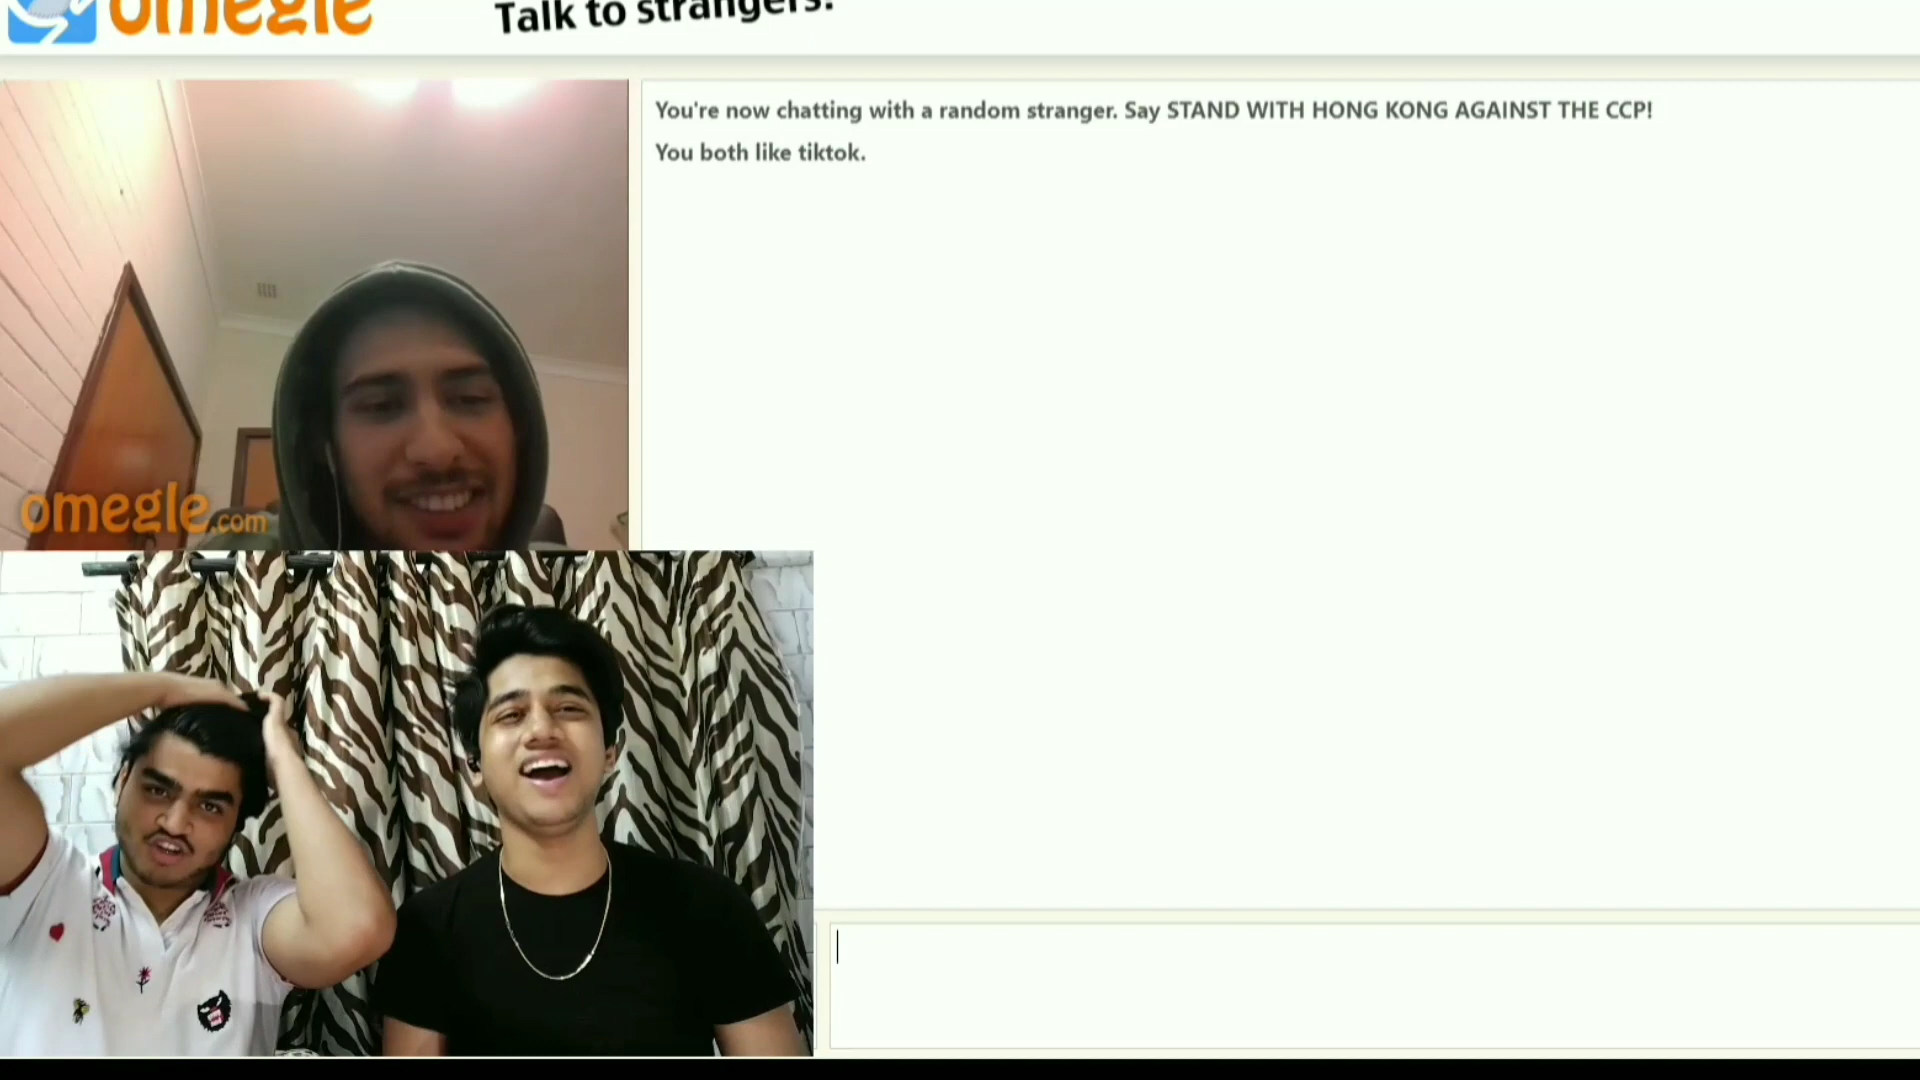 omegle
Talk to strangers!
You're now chatting with a random stranger. Say STAND WITH HONG KONG AGAINST THE CCP!
You both like tiktok.
omegle.com